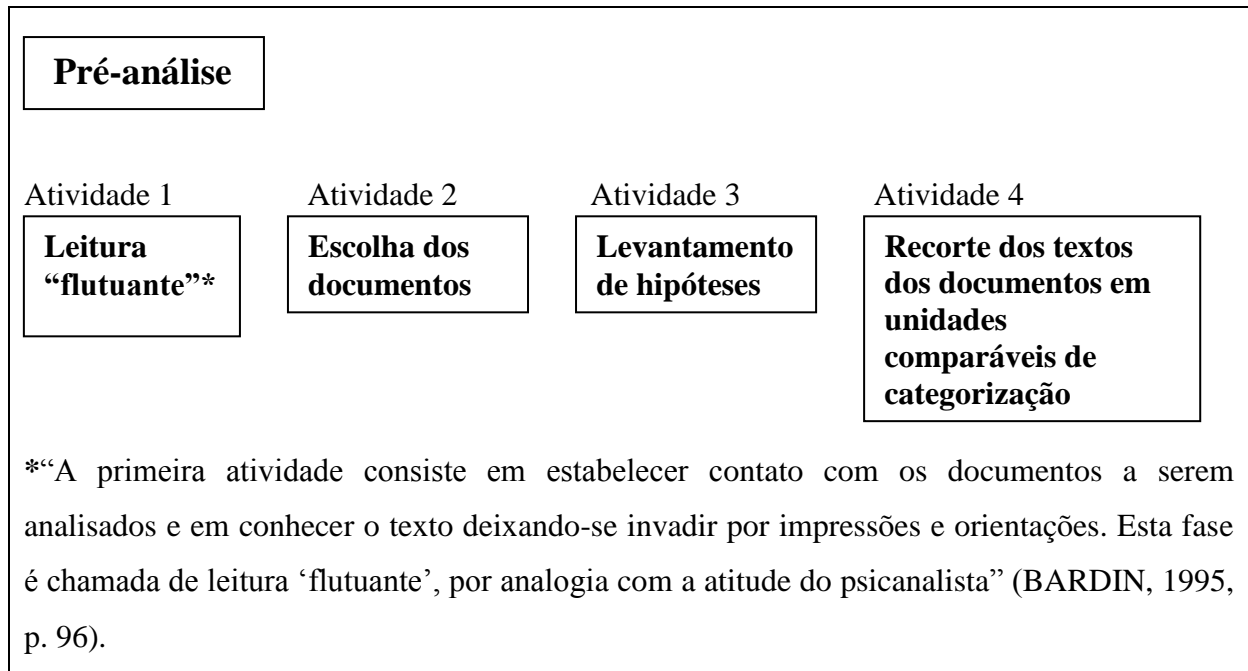 Pré-análise
Atividade 1
Leitura
“flutuante”*
Atividade 2
Escolha dos
documentos
Atividade 3
Levantamento
de hipóteses
Atividade 4
Recorte dos textos
dos documentos em
unidades
comparáveis de
categorização
*“A primeira atividade consiste em estabelecer contato com os documentos a serem
analisados e em conhecer o texto deixando-se invadir por impressões e orientações. Esta fase
é chamada de leitura ‘flutuante’, por analogia com a atitude do psicanalista” (BARDIN, 1995,
p. 96).